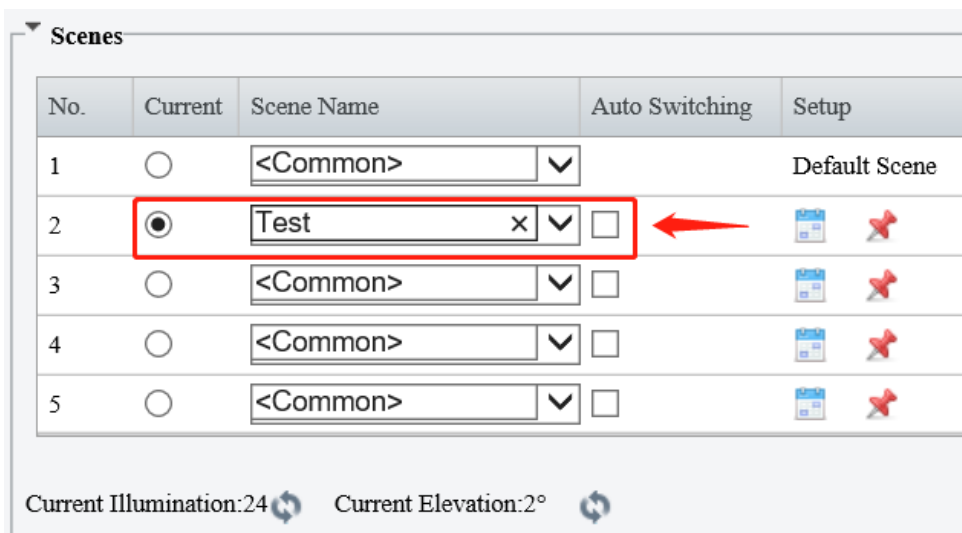 Scenes
No. Current Scene Name Auto Switching Setup
1 <Common> Default Scene
2 Test
3 <Common>
4 <Common>
5 <Common>
Current Illumination:24 Current Elevation:2°